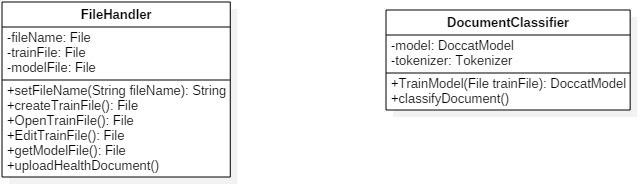 FileHandler
-fileName: File
-trainFile: File
-modelFile: File
+setFileName(String fileName): String
+createTrainFile(): File
+OpenTrainFile(): File
+EditTrainFile(): File
+getModelFile(): File
+uploadHealthDocument()
DocumentClassifier
-model: DoccatModel
-tokenizer: Tokenizer
+TrainModel(File trainFile): DoccatModel
+classifyDocument()